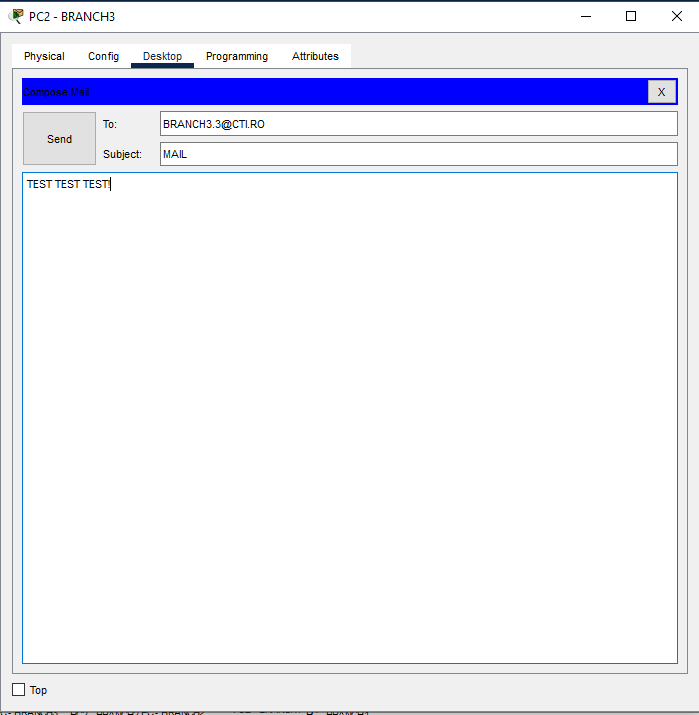 PC2 - BRANCH3
Physical Config Desktop Programming Attributes
Compose Mail X
Send
To: BRANCH3.3@CTI.RO
Subject: MAIL
TEST TEST TEST!
Top